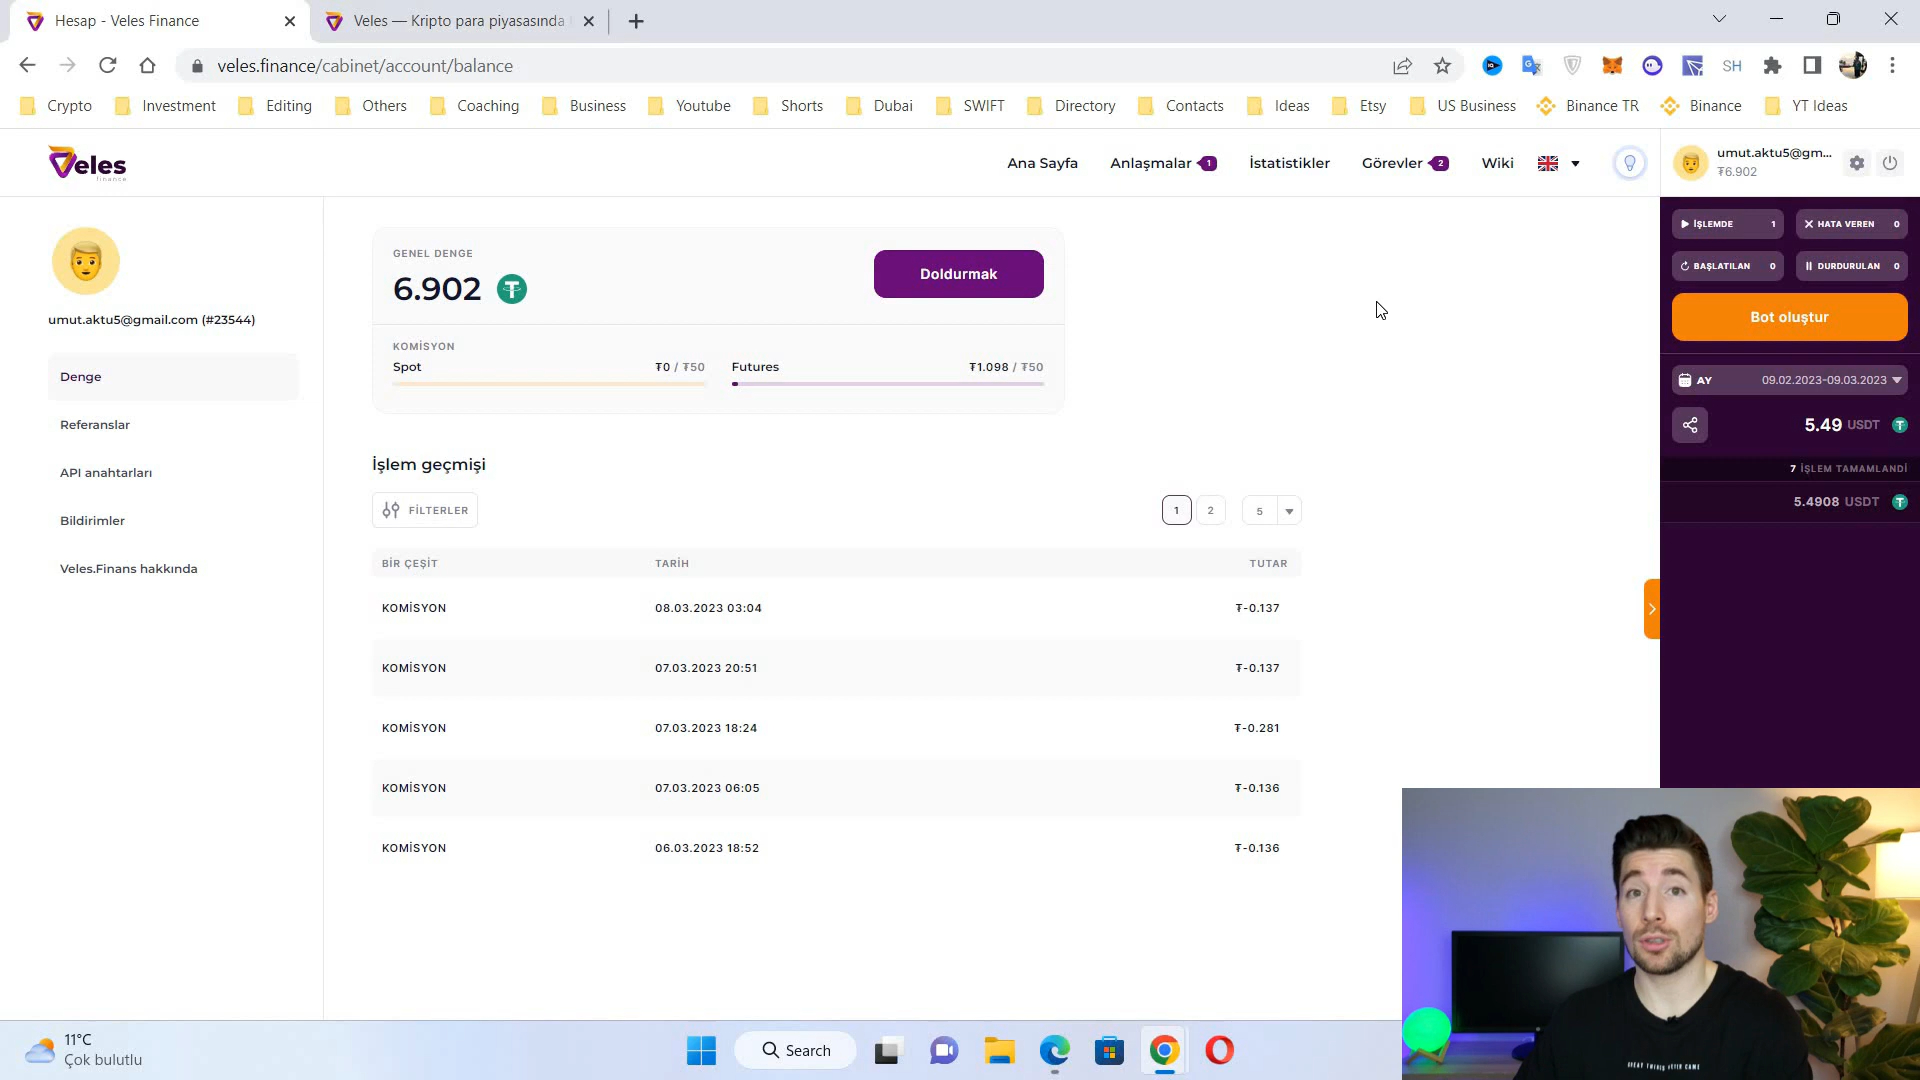 Hesap - Veles Finance
Veles — Kripto para piyasasında
veles.finance/cabinet/account/balance
SH
Crypto
Investment
Editing
Others
Coaching
Business
Youtube
Shorts
Dubai
SWIFT
Directory
Contacts
Ideas
Etsy
US Business
Binance TR
Binance
YT Ideas
Veles
finance
Ana Sayfa
Anlaşmalar 1
İstatistikler
Görevler 2
Wiki
umut.aktu5@gm...
₮6.902
umut.aktu5@gmail.com (#23544)
Denge
Referanslar
API anahtarları
Bildirimler
Veles.Finans hakkında
GENEL DENGE
6.902
Doldurmak
KOMİSYON
Spot ₮0 / ₮50
Futures ₮1.098 / ₮50
İşlem geçmişi
FİLTERLER
1 2 5
BİR ÇEŞİT TARİH TUTAR
KOMİSYON 08.03.2023 03:04 ₮-0.137
KOMİSYON 07.03.2023 20:51 ₮-0.137
KOMİSYON 07.03.2023 18:24 ₮-0.281
KOMİSYON 07.03.2023 06:05 ₮-0.136
KOMİSYON 06.03.2023 18:52 ₮-0.136
İŞLEMDE 1
HATA VEREN 0
BAŞLATILAN 0
DURDURULAN 0
Bot oluştur
AY 09.02.2023-09.03.2023
5.49 USDT
7 İŞLEM TAMAMLANDİ
5.4908 USDT
11°C
Çok bulutlu
Search